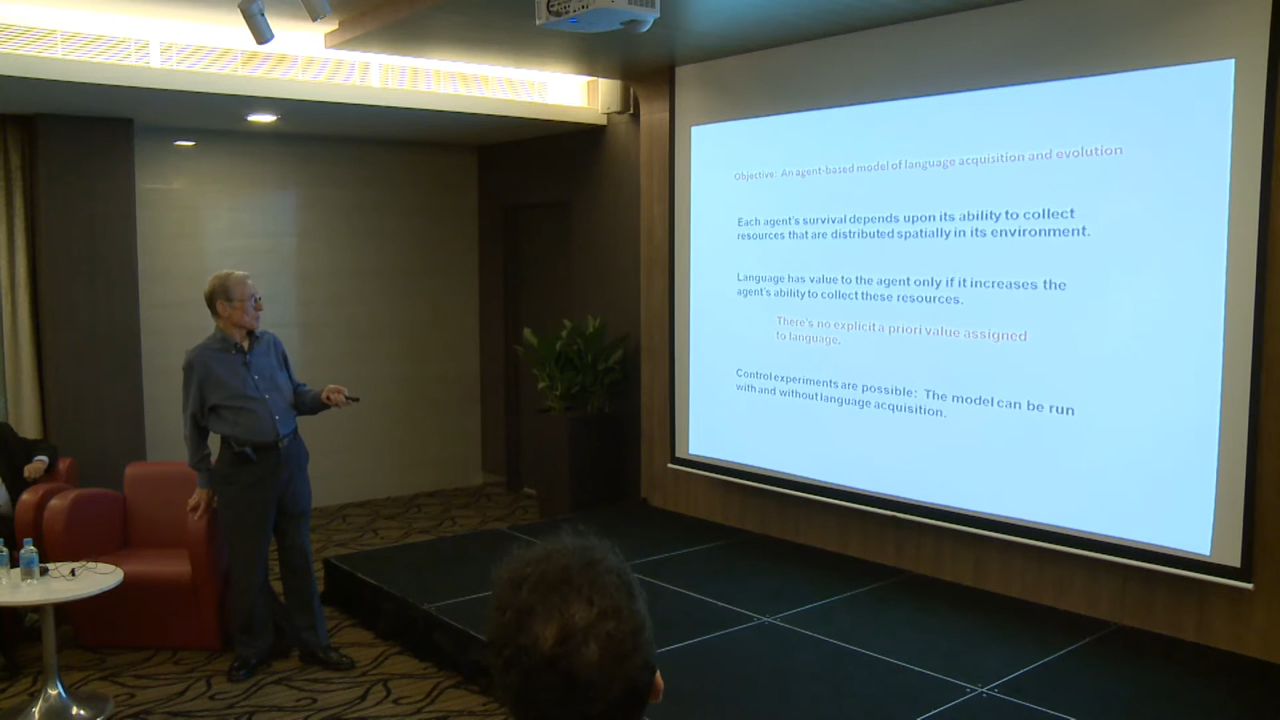 Objective: An agent-based model of language acquisition and evolution
Each agent's survival depends upon its ability to collect
resources that are distributed spatially in its environment.
Language has value to the agent only if it increases the
agent's ability to collect these resources.
There's no explicit a priori value assigned
to language.
Control experiments are possible: The model can be run
with and without language acquisition.